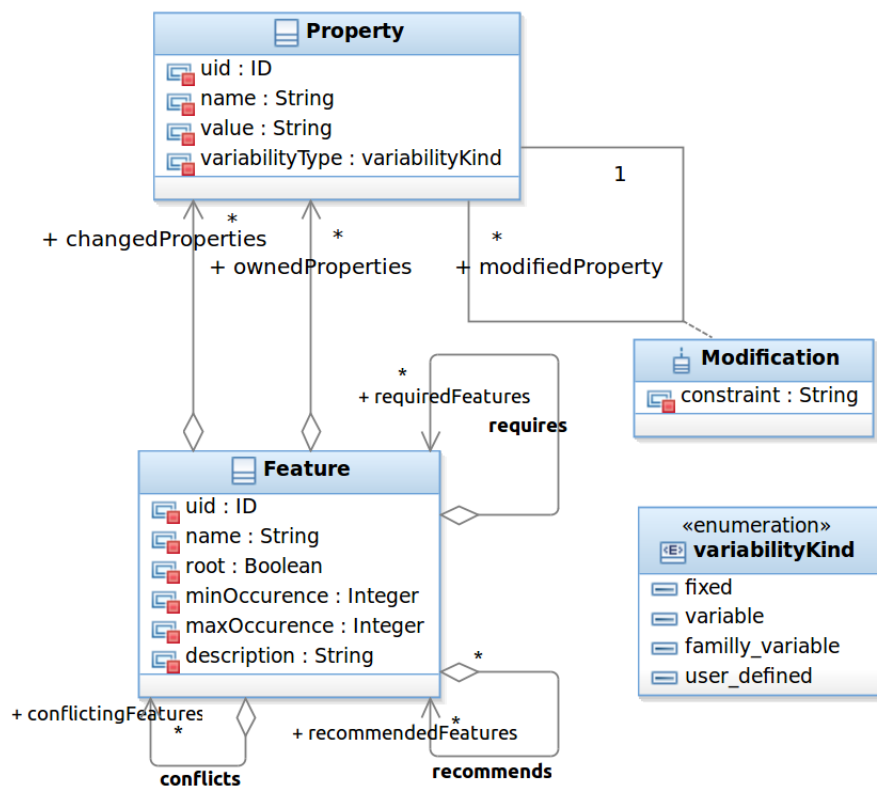 Property
uid : ID
name : String
value : String
variabilityType : variabilityKind
1
*
+ changedProperties
*
+ ownedProperties
*
+ modifiedProperty
Modification
constraint : String
*
+ requiredFeatures
requires
Feature
uid : ID
name : String
root : Boolean
minOccurence : Integer
maxOccurence : Integer
description : String
«enumeration»
<E> variabilityKind
fixed
variable
familly_variable
user_defined
*
+ conflictingFeatures
*
conflicts
+ recommendedFeatures
*
recommends